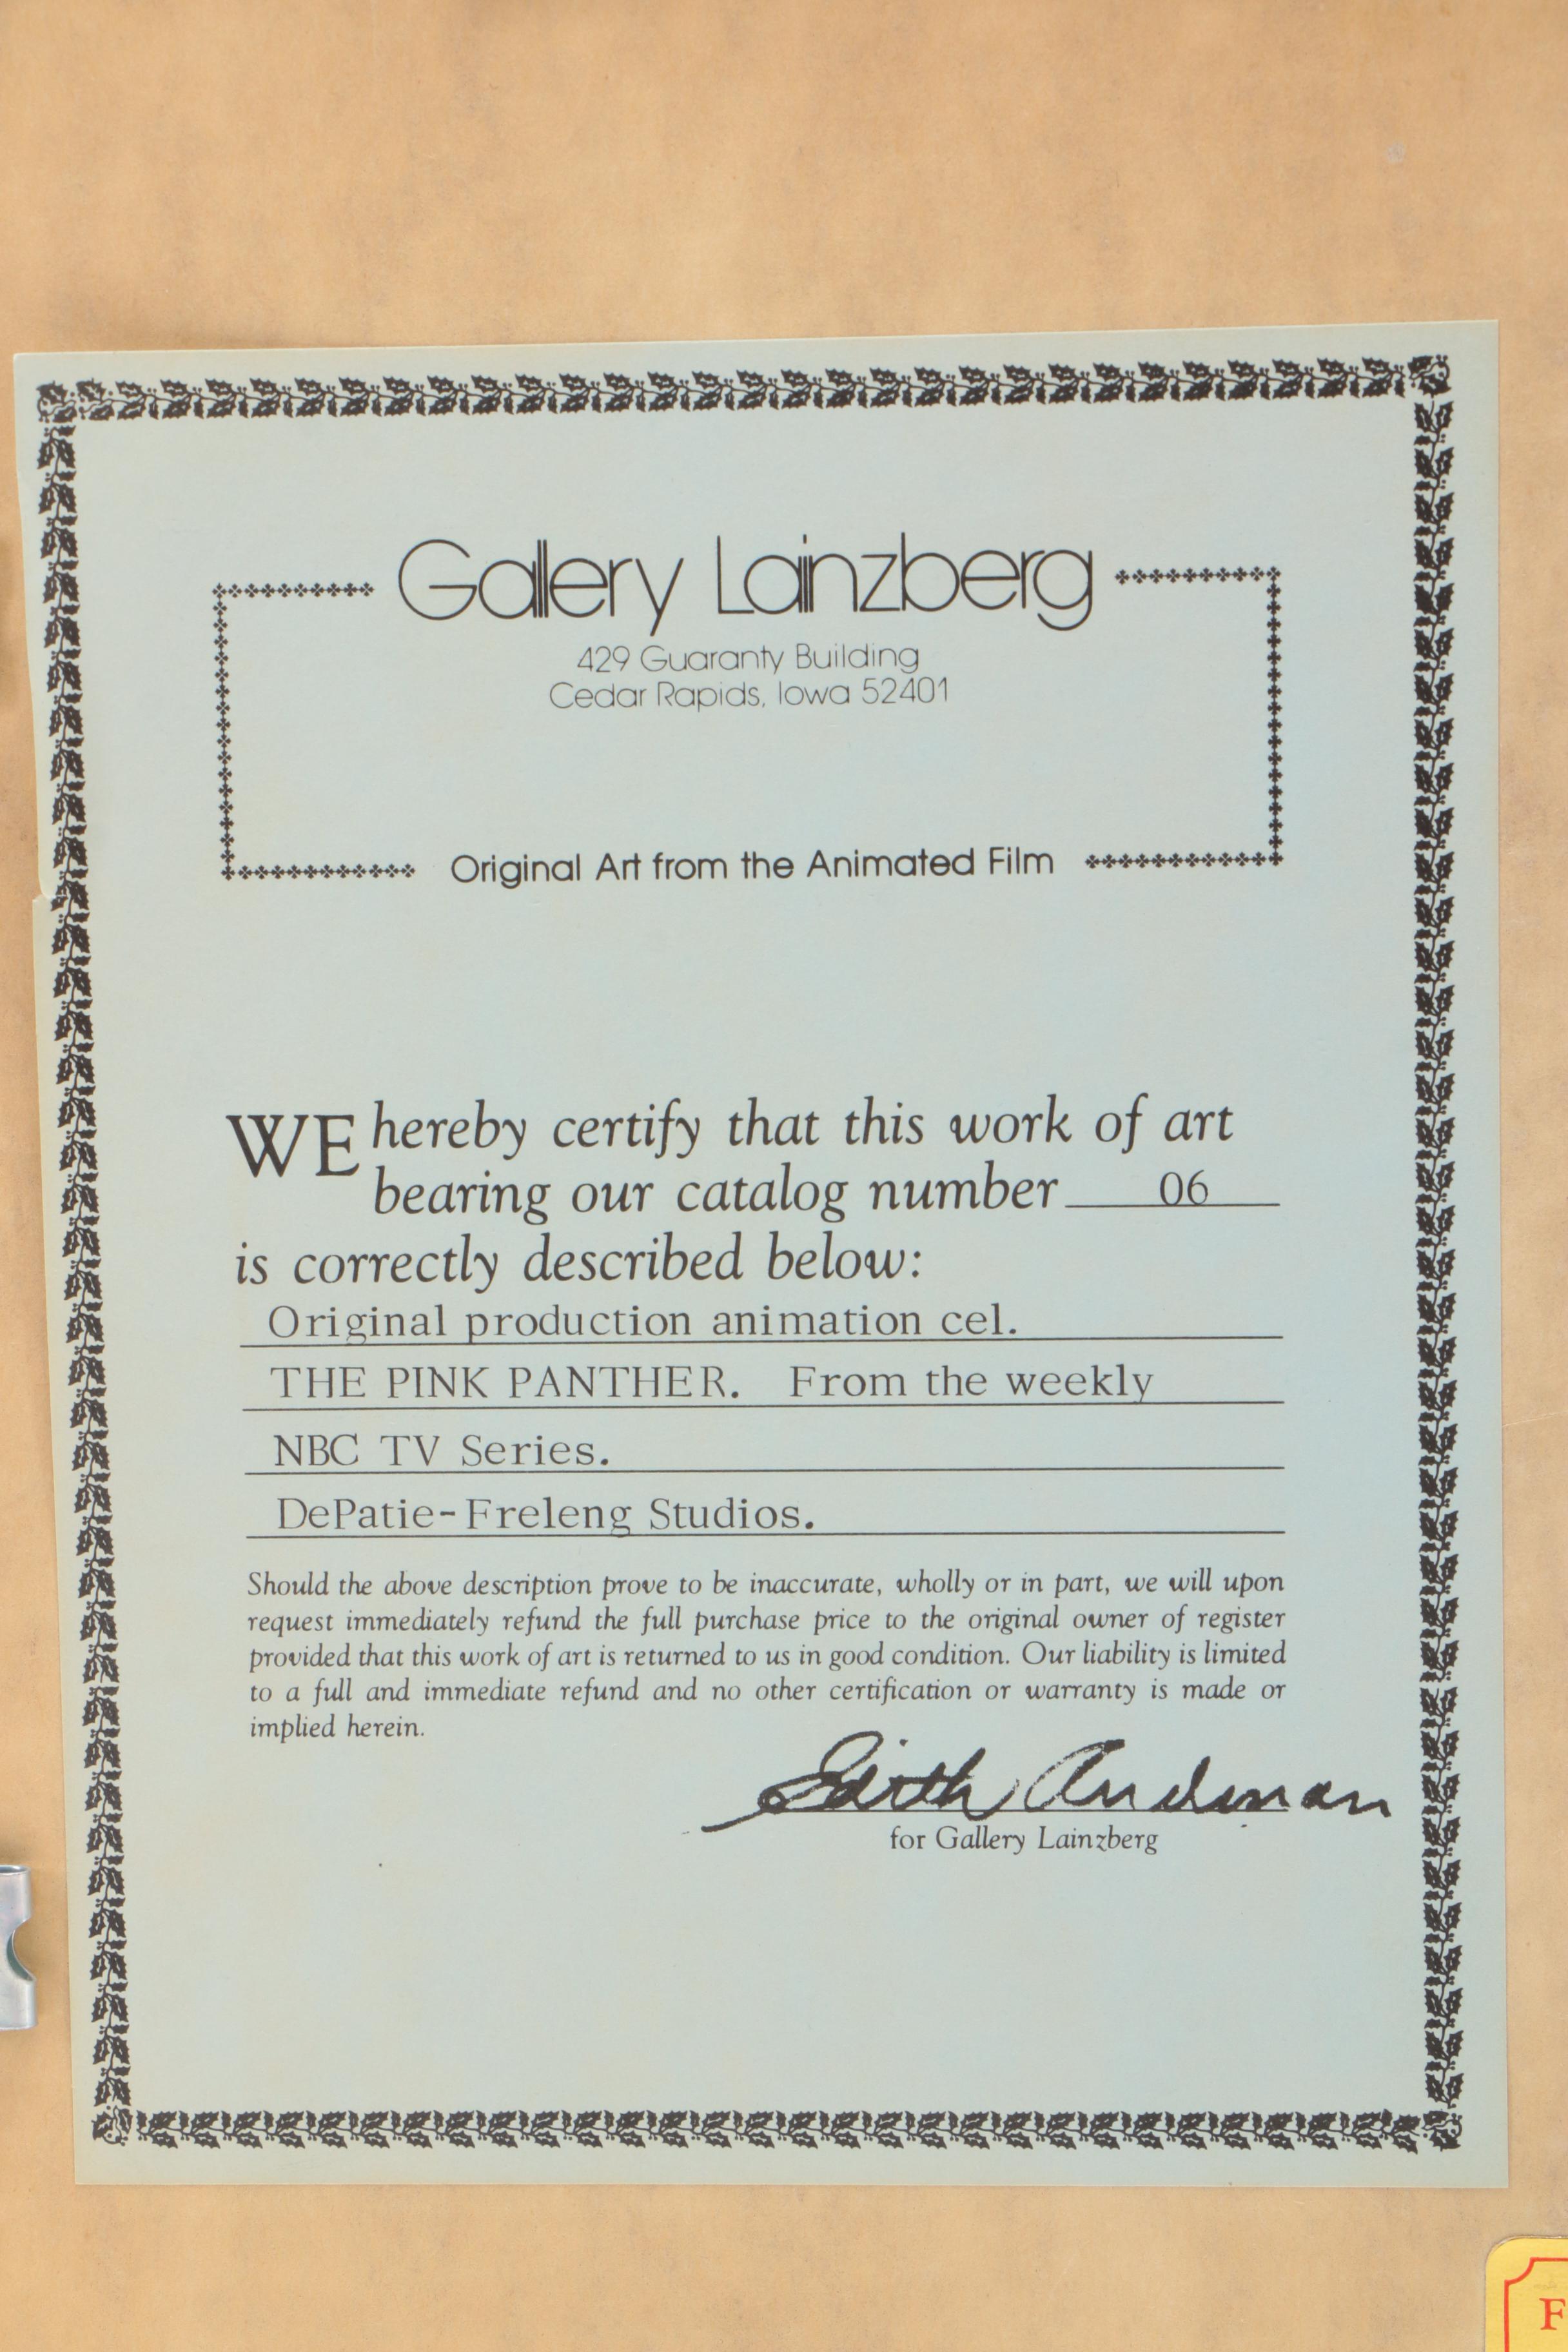 Gallery Lainzberg
429 Guaranty Building
Cedar Rapids, Iowa 52401
Original Art from the Animated Film
WE hereby certify that this work of art
bearing our catalog number 06
is correctly described below:
Original production animation cel.
THE PINK PANTHER. From the weekly
NBC TV Series.
DePatie-Freleng Studios.
Should the above description prove to be inaccurate, wholly or in part, we will upon
request immediately refund the full purchase price to the original owner of register
provided that this work of art is returned to us in good condition. Our liability is limited
to a full and immediate refund and no other certification or warranty is made or
implied herein.
Edith
for Gallery Lainzberg
F